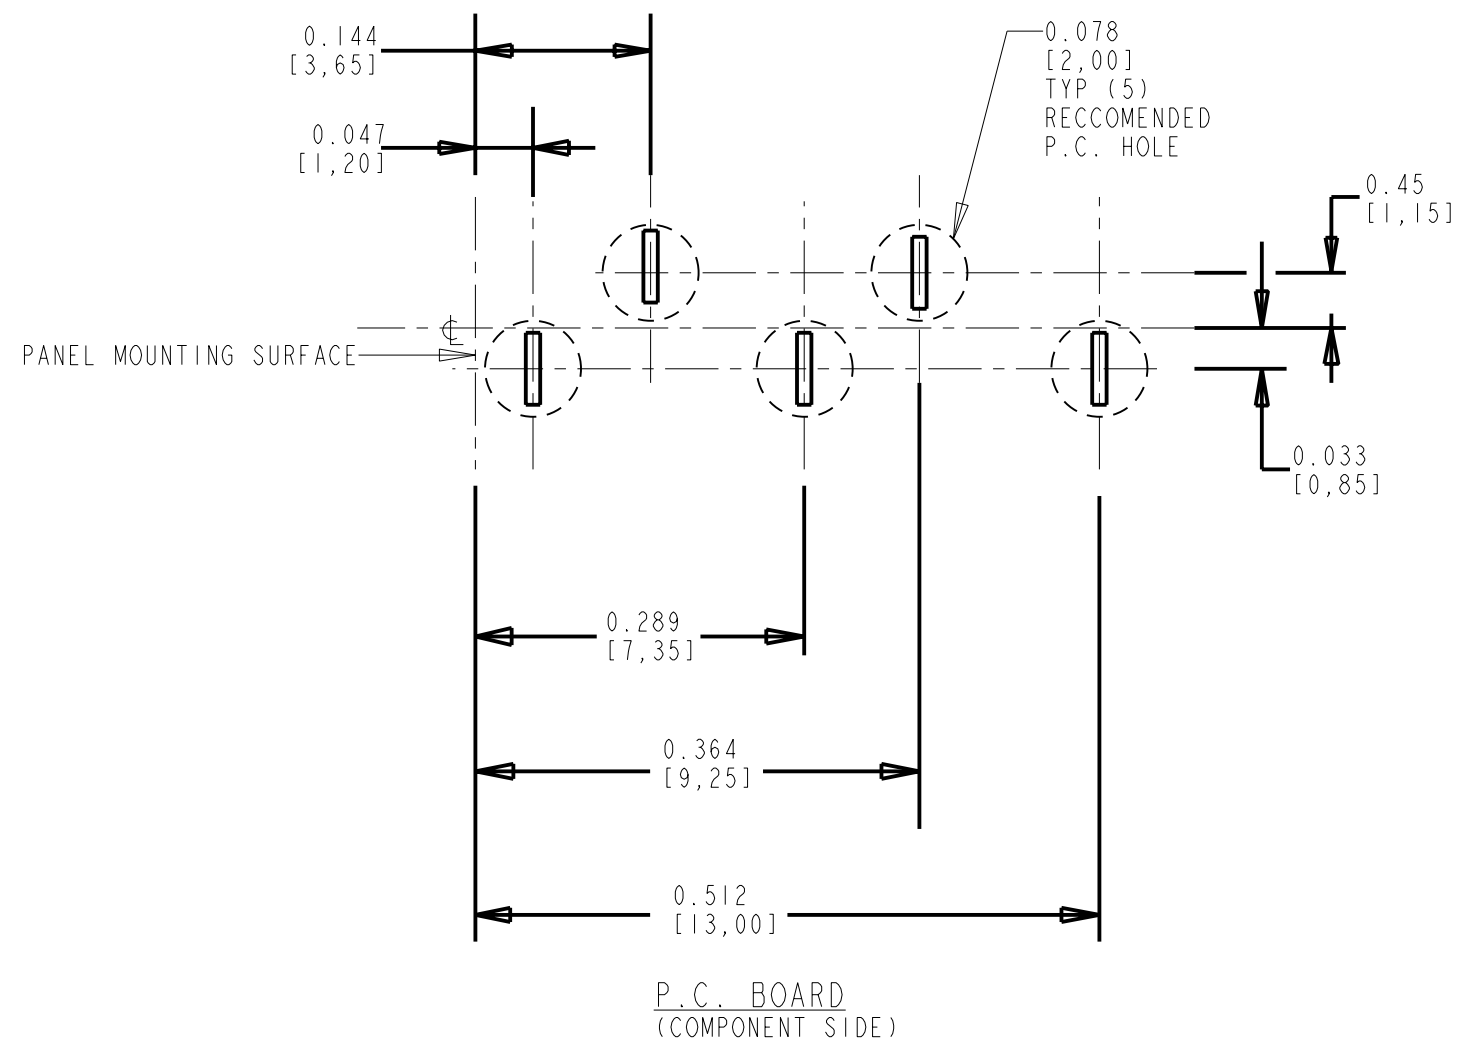 0.144
[3,65]
0.047
[1,20]
0.078
[2,00]
TYP (5)
RECCOMENDED
P.C. HOLE
0.45
[1,15]
℄
PANEL MOUNTING SURFACE
0.033
[0,85]
0.289
[7,35]
0.364
[9,25]
0.512
[13,00]
P.C. BOARD
(COMPONENT SIDE)